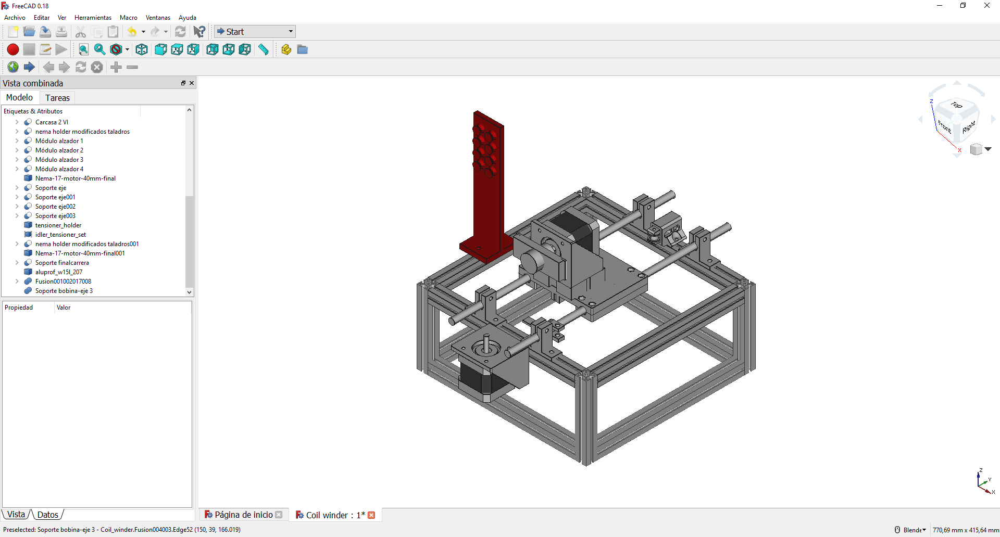 FreeCAD 0.18
Archivo Editar Ver Herramientas Macro Ventanas Ayuda
Start
Vista combinada
Modelo Tareas
Etiquetas & Atributos
Carcasa 2 VI
nema holder modificados taladros
Módulo alzador 1
Módulo alzador 2
Módulo alzador 3
Módulo alzador 4
Nema-17-motor-40mm-final
Soporte eje
Soporte eje001
Soporte eje002
Soporte eje003
tensioner_holder
idler_tensioner_set
nema holder modificados taladros001
Nema-17-motor-40mm-final001
Soporte finalcarrera
aluprof_w15l_207
Fusion001002017008
Soporte bobina-eje 3
Propiedad Valor
Z
Top
Front
Right
X
Z
Y
X
Vista Datos
Página de inicio
Coil winder : 1*
Preselected: Soporte bobina-eje 3 - Coil_winder.Fusion004003.Edge52 (150, 39, 166.019)
Blende
770,69 mm x 415,64 mm